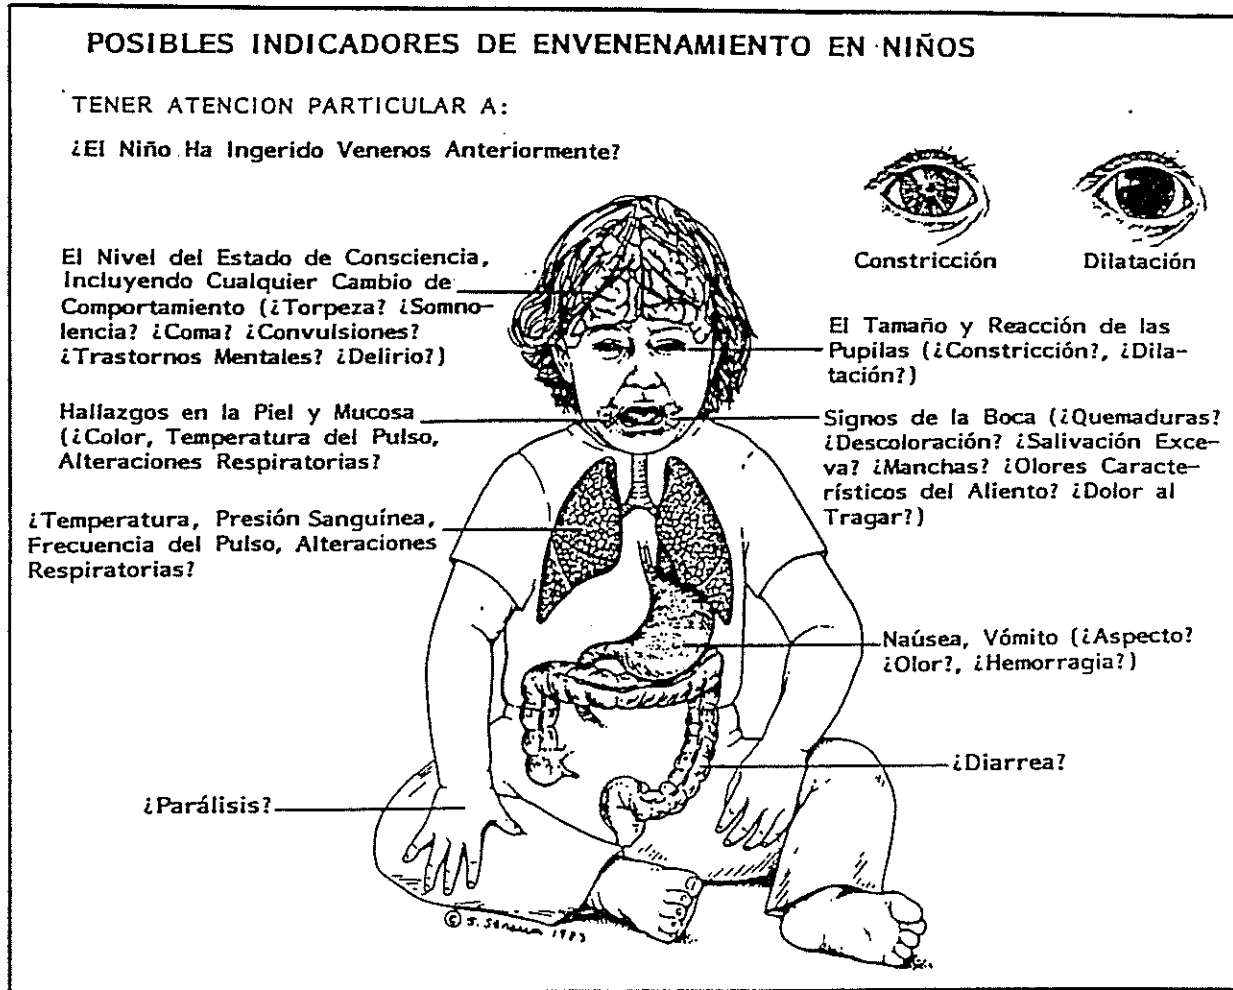 POSIBLES INDICADORES DE ENVENENAMIENTO EN NIÑOS
TENER ATENCION PARTICULAR A:
¿El Niño Ha Ingerido Venenos Anteriormente?
Constricción
Dilatación
El Nivel del Estado de Consciencia,
Incluyendo Cualquier Cambio de
Comportamiento (¿Torpeza? ¿Somno-
lencia? ¿Coma? ¿Convulsiones?
¿Trastornos Mentales? ¿Delirio?)
El Tamaño y Reacción de las
Pupilas (¿Constricción?, ¿Dila-
tación?)
Hallazgos en la Piel y Mucosa
(¿Color, Temperatura del Pulso,
Alteraciones Respiratorias?
Signos de la Boca (¿Quemaduras?
¿Descoloración? ¿Salivación Exce-
va? ¿Manchas? ¿Olores Caracte-
rísticos del Aliento? ¿Dolor al
Tragar?)
¿Temperatura, Presión Sanguínea,
Frecuencia del Pulso, Alteraciones
Respiratorias?
Naúsea, Vómito (¿Aspecto?
¿Olor?, ¿Hemorragia?)
¿Diarrea?
¿Parálisis?
© S. 1983